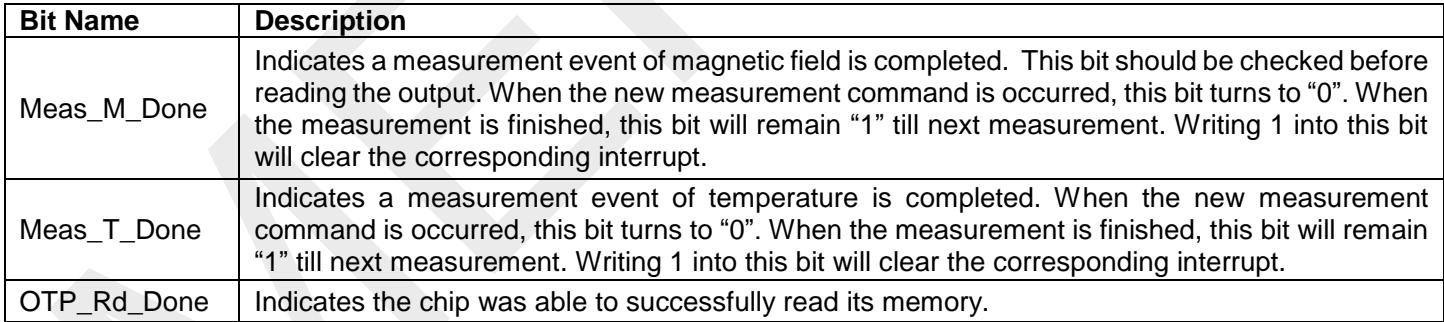 Bit Name Description
Indicates a measurement event of magnetic field is completed. This bit should be checked before
reading the output. When the new measurement command is occurred, this bit turns to “0”. When
Meas_M_Done
the measurement is finished, this bit will remain “1” till next measurement. Writing 1 into this bit
will clear the corresponding interrupt.
Indicates a measurement event of temperature is completed. When the new measurement
Meas_T_Done command is occurred, this bit turns to “0”. When the measurement is finished, this bit will remain
“1” till next measurement. Writing 1 into this bit will clear the corresponding interrupt.
OTP_Rd_Done Indicates the chip was able to successfully read its memory.